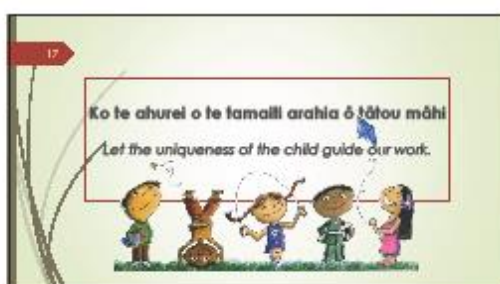 17
Ko te ahurei o te tamaiti arahia ō tātou māhi
Let the uniqueness of the child guide our work.